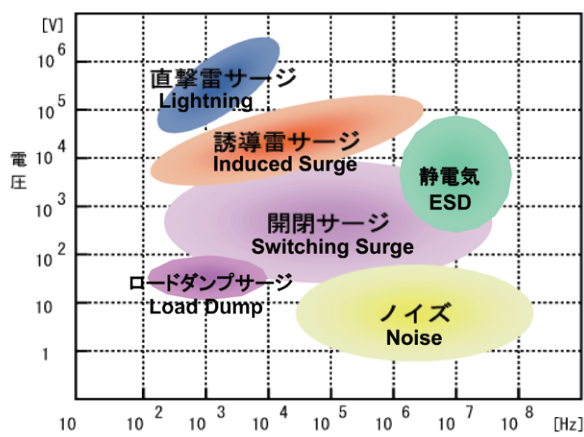 [V]
10^6
直撃雷サージ
Lightning
10^5
誘導雷サージ
Induced Surge
電圧
10^4
静電気
ESD
10^3
開閉サージ
Switching Surge
10^2
ロードダンプサージ
Load Dump
10
ノイズ
Noise
1
10 10^2 10^3 10^4 10^5 10^6 10^7 10^8 [Hz]